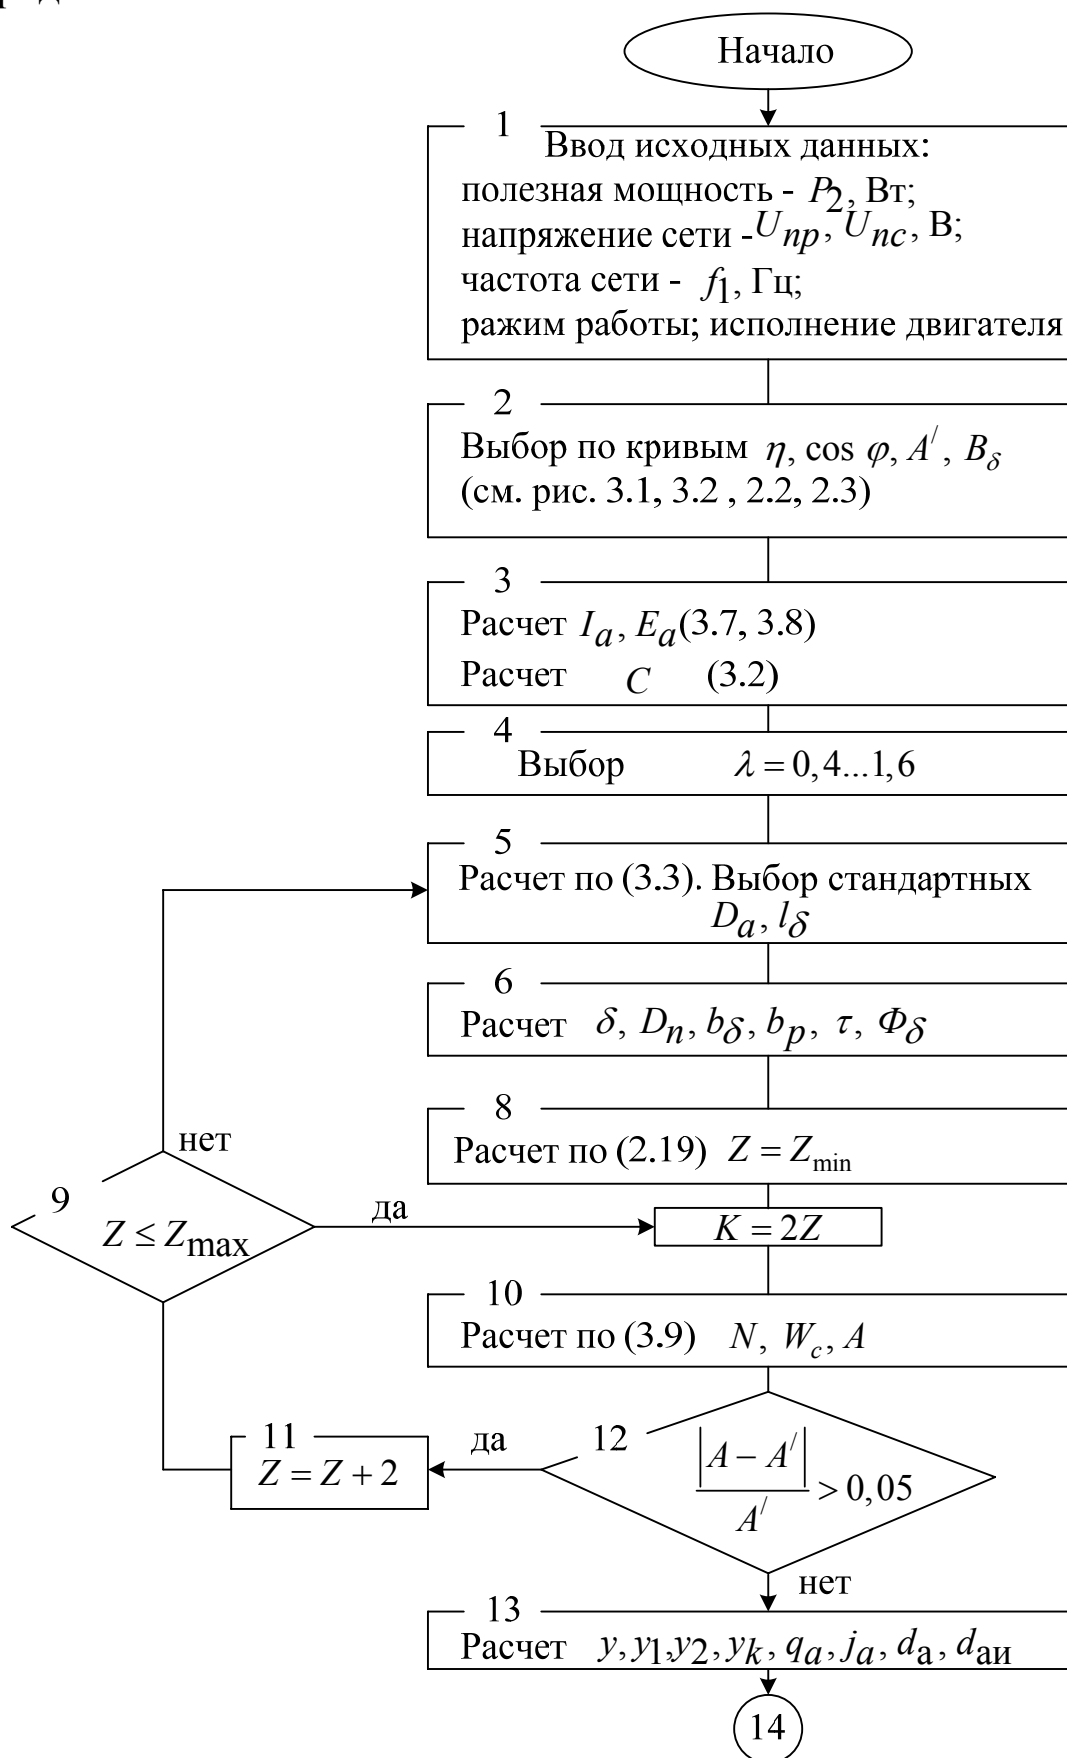 Начало
1
Ввод исходных данных:
полезная мощность - P2, Вт;
напряжение сети - Uпр, Uпс, В;
частота сети - f1, Гц;
ражим работы; исполнение двигателя
2
Выбор по кривым η, cos φ, A/, Bδ
(см. рис. 3.1, 3.2 , 2.2, 2.3)
3
Расчет Ia, Ea(3.7, 3.8)
Расчет C (3.2)
4
Выбор λ = 0,4...1,6
5
Расчет по (3.3). Выбор стандартных
Da, lδ
6
Расчет δ, Dn, bδ, bp, τ, Фδ
8
Расчет по (2.19) Z = Zmin
нет
9
Z ≤ Zmax
да
K = 2Z
10
Расчет по (3.9) N, Wc, A
11
Z = Z + 2
да
12
|A − A/|
A/
> 0,05
нет
13
Расчет y, y1,y2, yk, qa, ja, dа, dаи
14